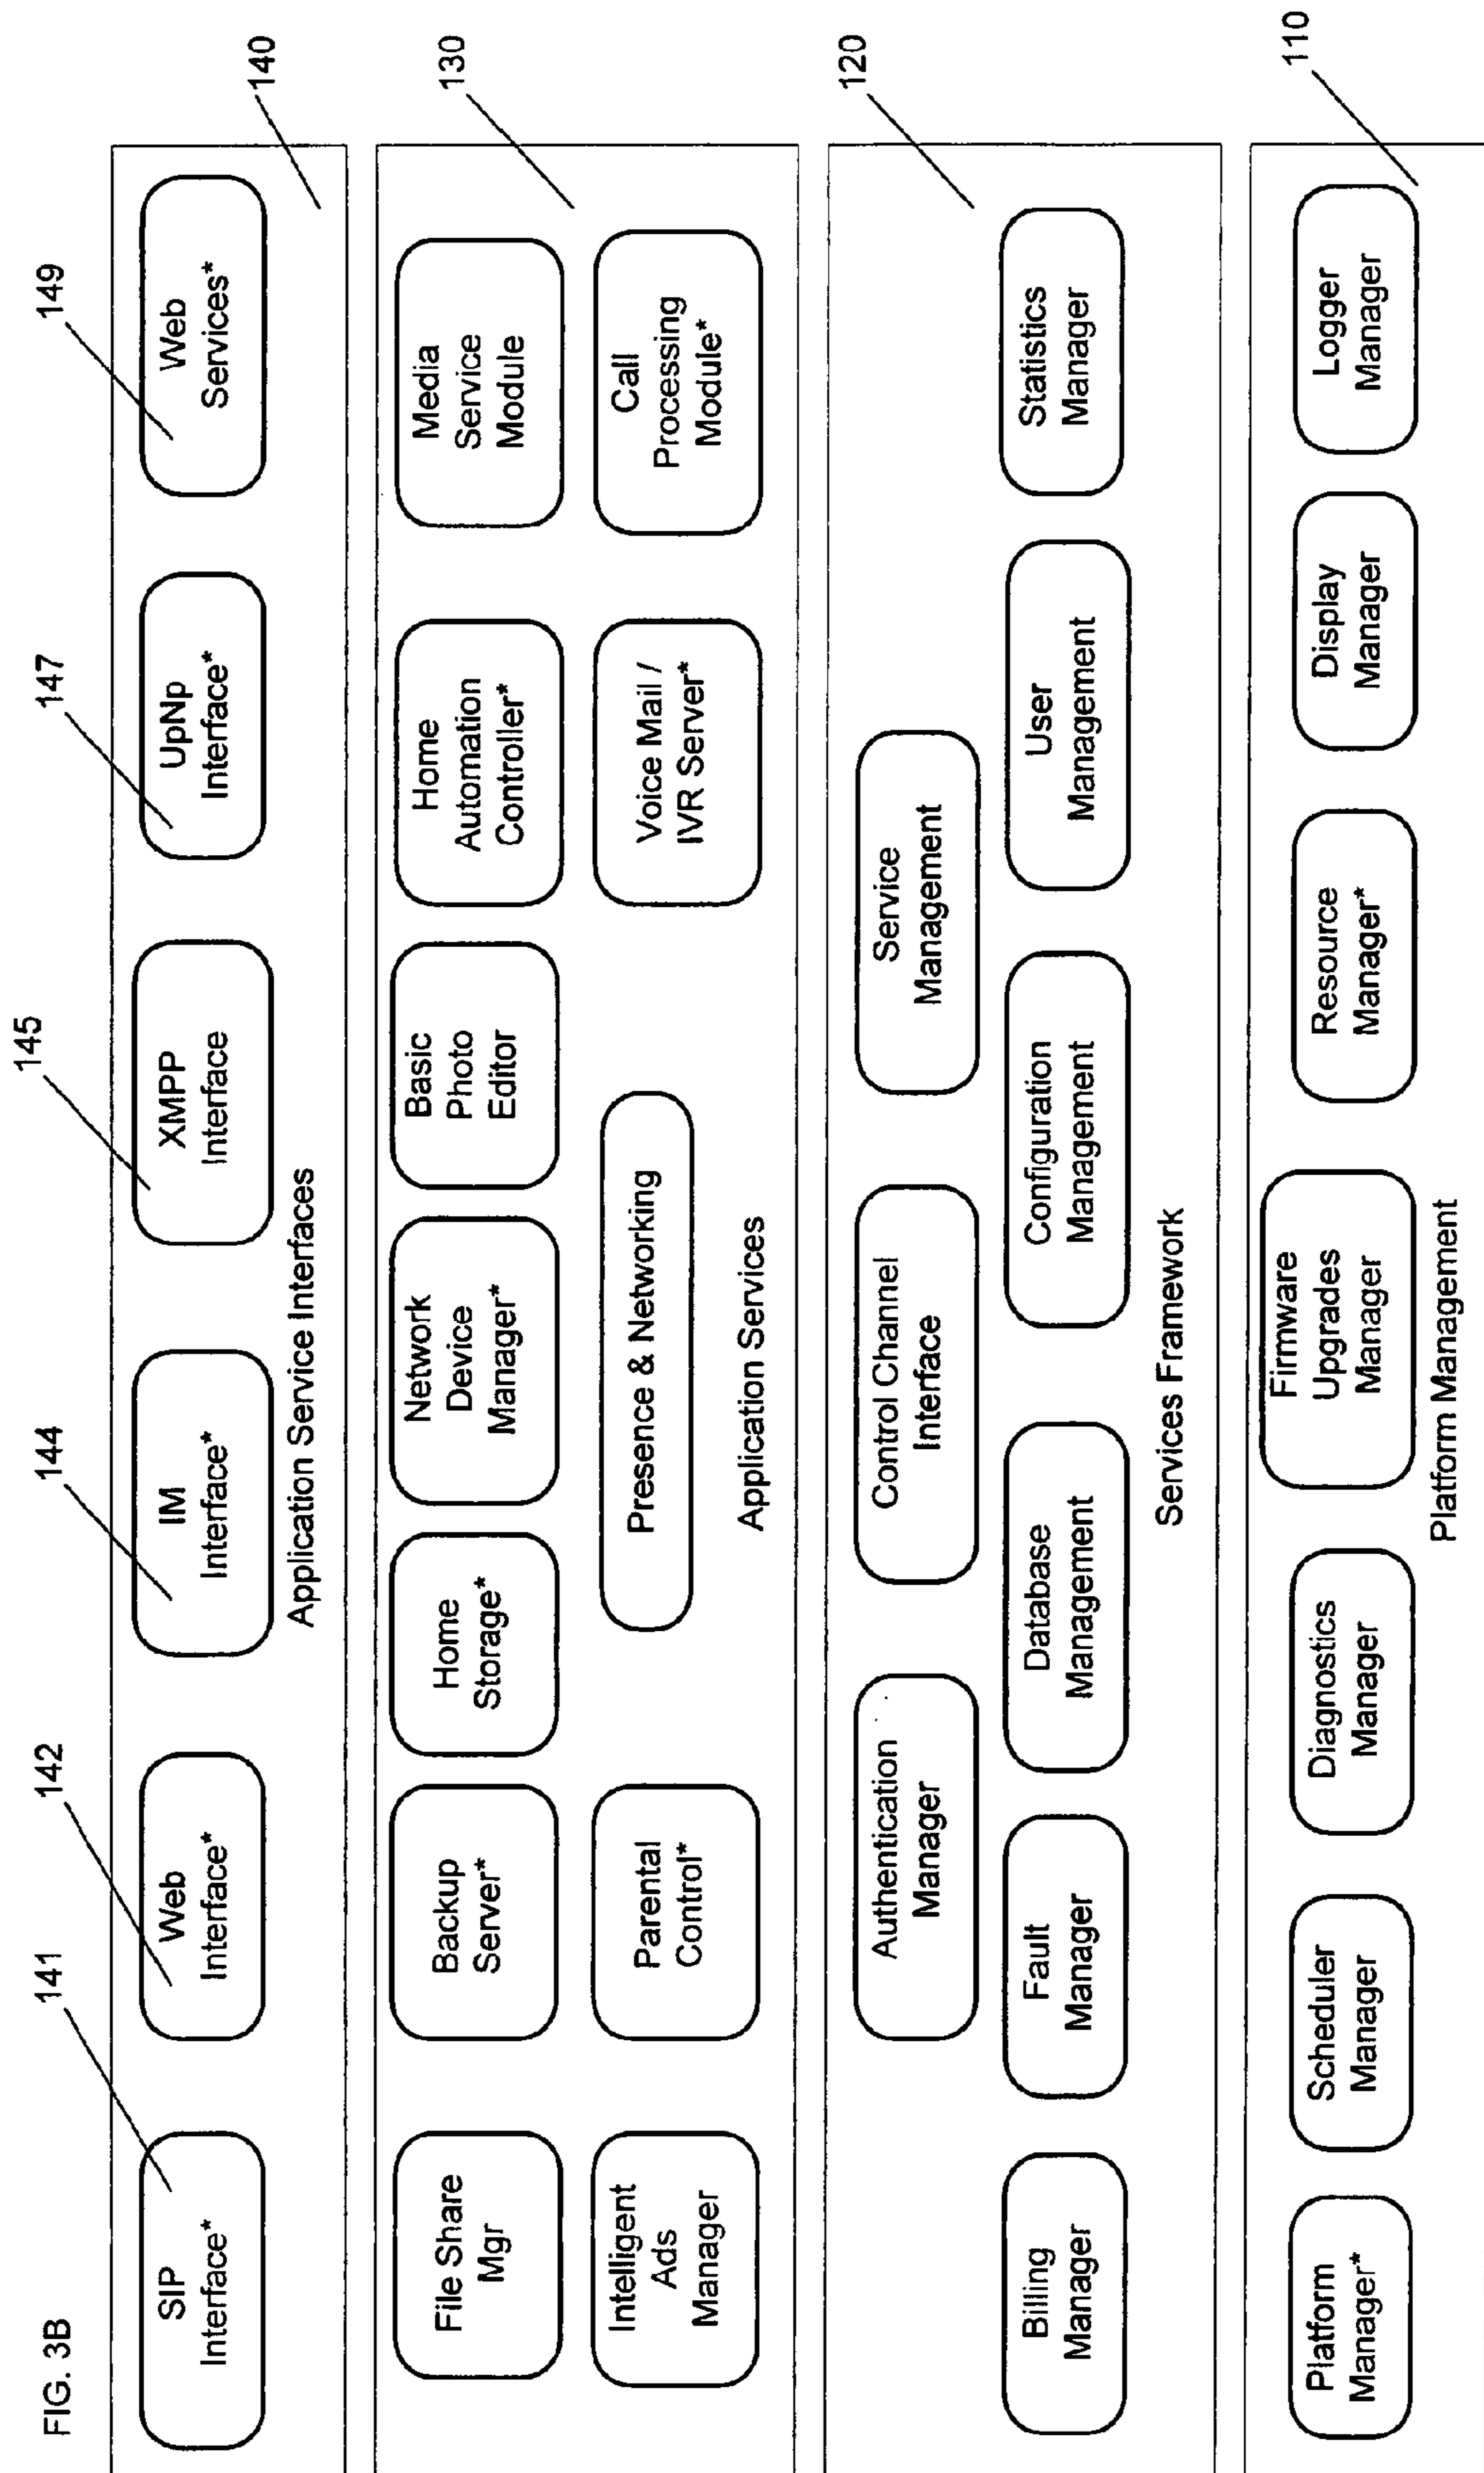 FIG. 3B
141
142
144
145
147
149
140
SIP
Interface*
Web
Interface*
IM
Interface*
XMPP
Interface
UpNp
Interface*
Web
Services*
Application Service Interfaces
130
File Share
Mgr
Backup
Server*
Home
Storage*
Network
Device
Manager*
Basic
Photo
Editor
Home
Automation
Controller*
Media
Service
Module
Intelligent
Ads
Manager
Parental
Control*
Presence & Networking
Voice Mail /
IVR Server*
Call
Processing
Module*
Application Services
120
Authentication
Manager
Control Channel
Interface
Service
Management
Billing
Manager
Fault
Manager
Database
Management
Configuration
Management
User
Management
Statistics
Manager
Services Framework
110
Platform
Manager*
Scheduler
Manager
Diagnostics
Manager
Firmware
Upgrades
Manager
Resource
Manager*
Display
Manager
Logger
Manager
Platform Management